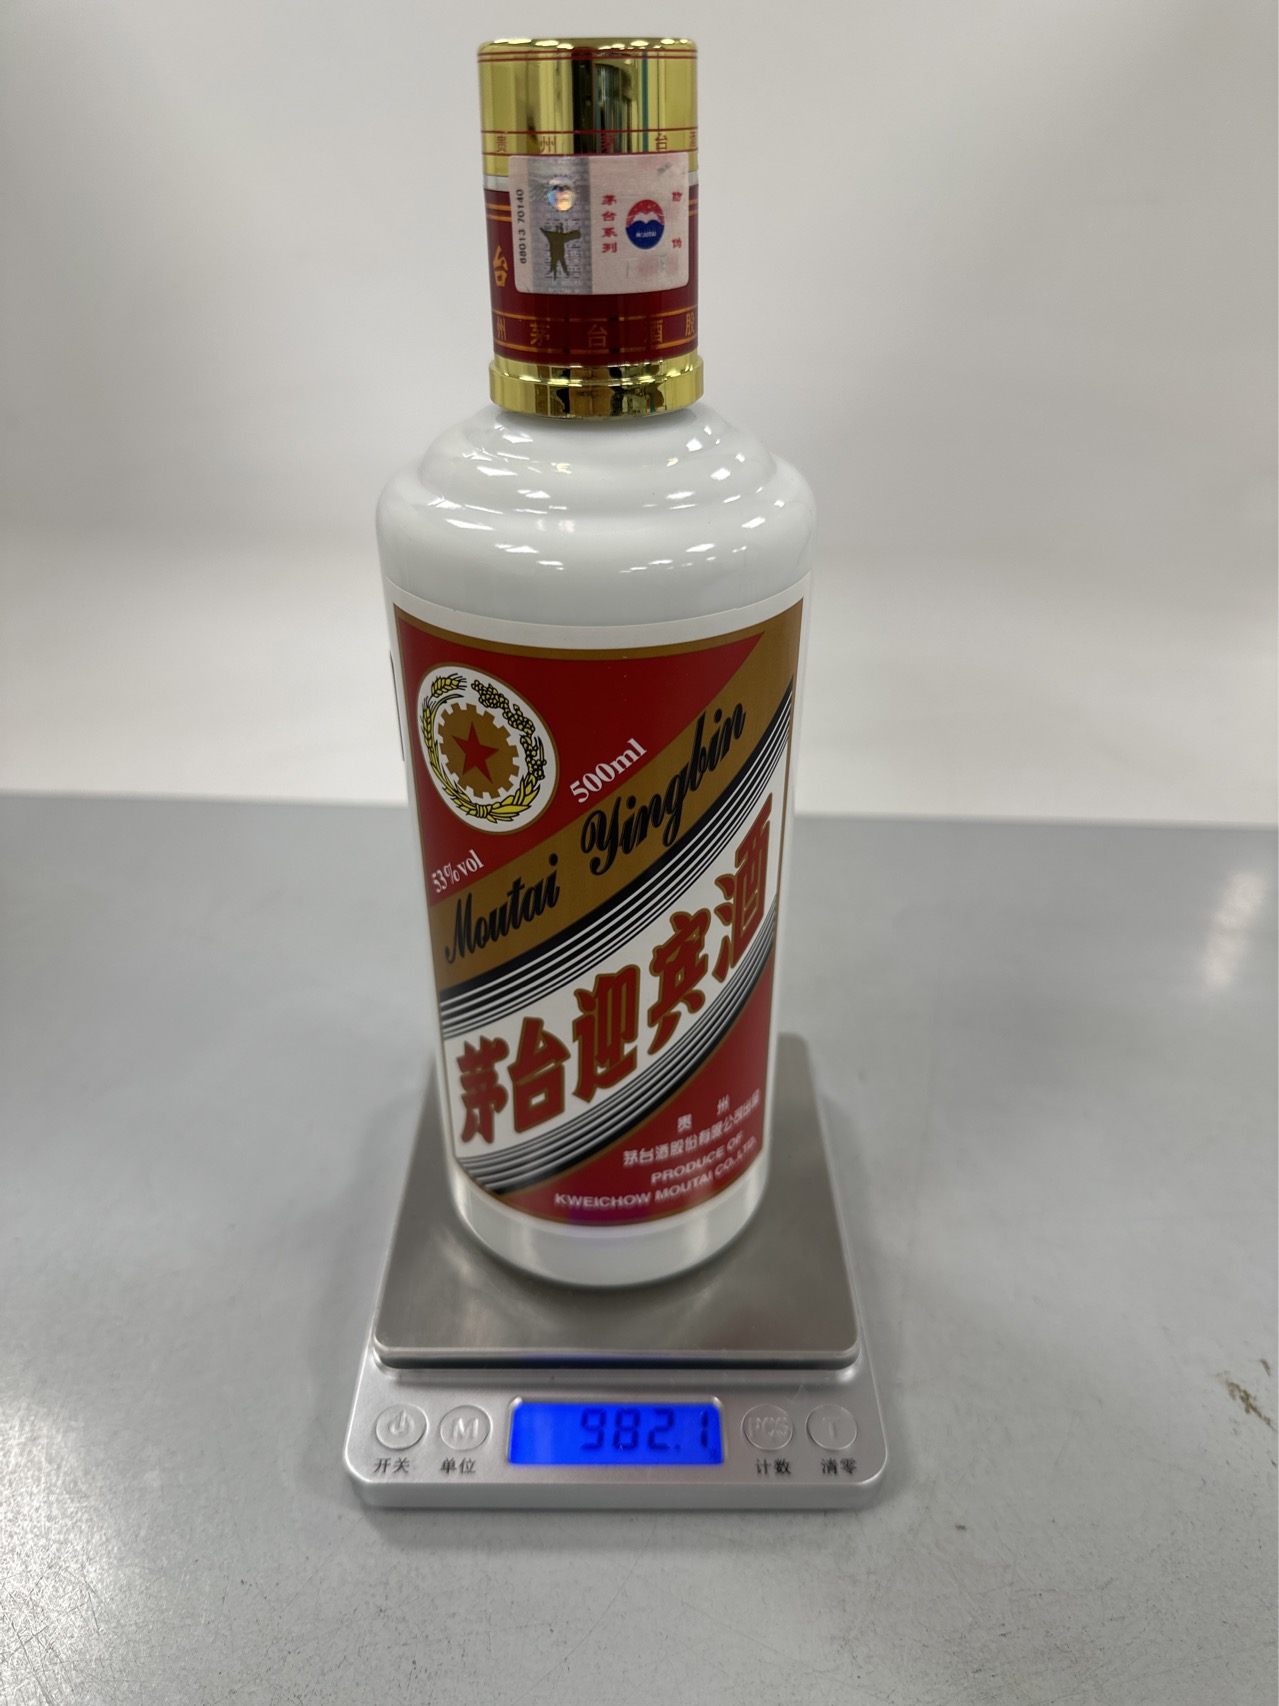 贵州茅台酒
68013 70140
茅台系列
防伪
MOUTAI
台
州茅台酒股
500ml
53%vol
Moutai Yingbin
茅台迎宾酒
贵州
茅台酒股份有限公司出品
PRODUCE OF
KWEICHOW MOUTAI CO.,LTD.
982.1
M
PCS
T
开关
单位
计数
清零